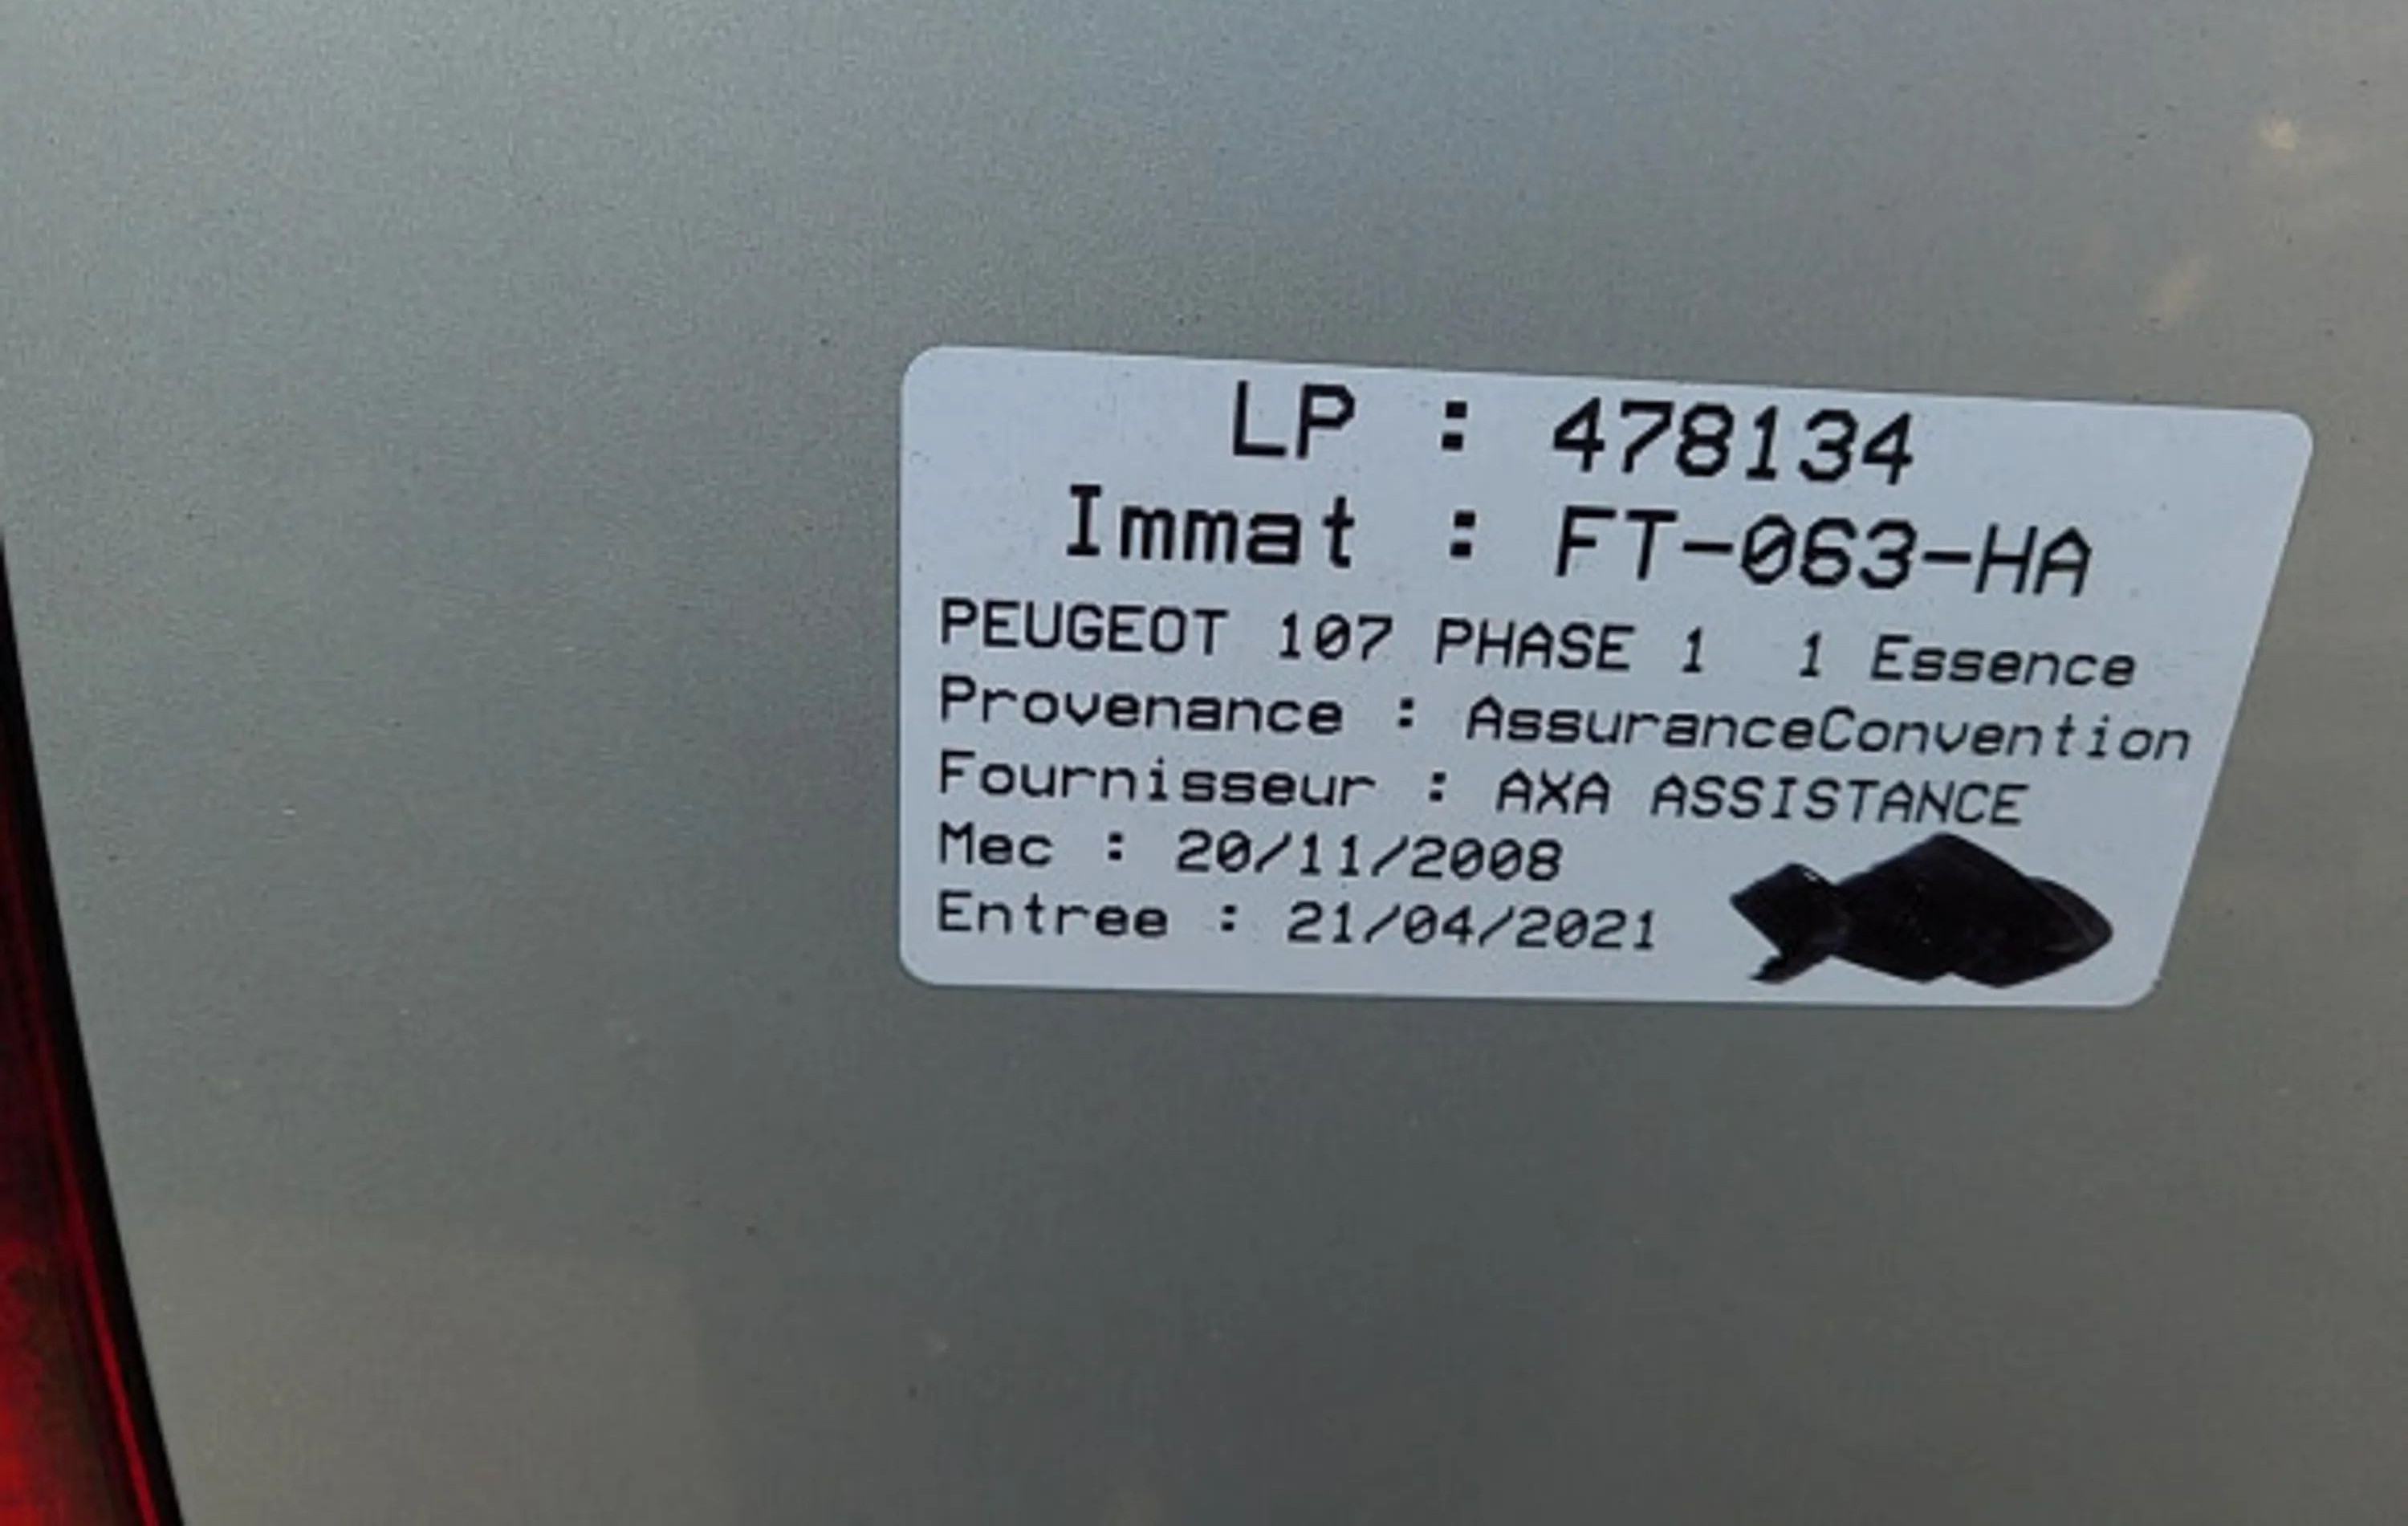 LP : 478134
Immat : FT-063-HA
PEUGEOT 107 PHASE 1 1 Essence
Provenance : AssuranceConvention
Fournisseur : AXA ASSISTANCE
Mec : 20/11/2008
Entree : 21/04/2021